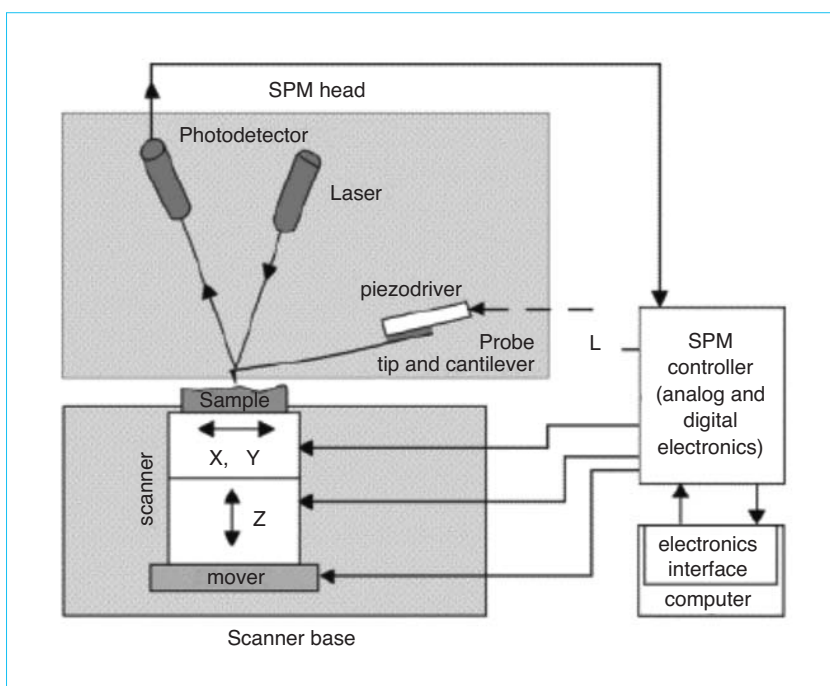 SPM head
Photodetector
Laser
piezodriver
Probe
tip and cantilever
L
SPM
controller
(analog and
digital
electronics)
Sample
X, Y
scanner
Z
mover
electronics
interface
computer
Scanner base